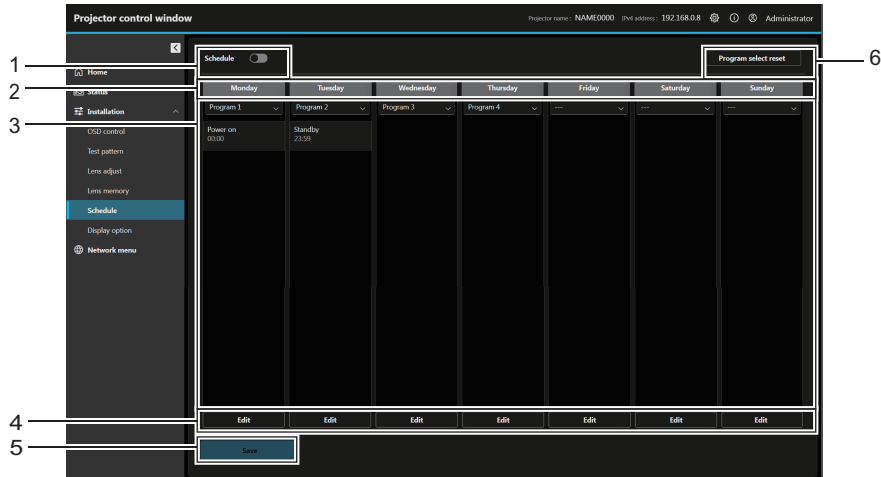 Projector control window
Projector name : NAME0000 IPv4 address : 192.168.0.8 Administrator
1
Schedule
Program select reset
6
Home
2
Status
Monday Tuesday Wednesday Thursday Friday Saturday Sunday
3
Installation
Program 1 Program 2 Program 3 Program 4 --- --- ---
OSD control
Power on
00:00
Standby
23:59
Test pattern
Lens adjust
Lens memory
Schedule
Display option
Network menu
4
Edit Edit Edit Edit Edit Edit Edit
5
Save